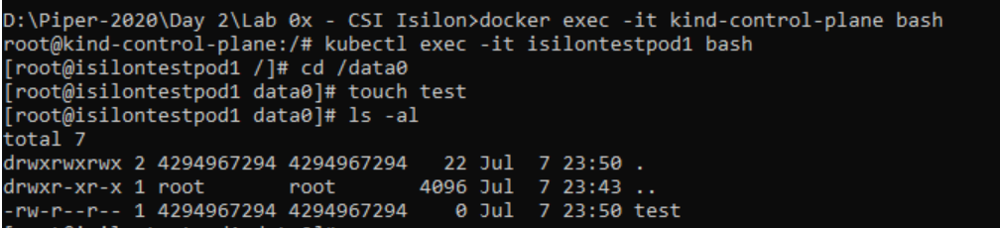 D:\Piper-2020\Day 2\Lab 0x - CSI Isilon>docker exec -it kind-control-plane bash
root@kind-control-plane:/# kubectl exec -it isilontestpod1 bash
[root@isilontestpod1 /]# cd /data0
[root@isilontestpod1 data0]# touch test
[root@isilontestpod1 data0]# ls -al
total 7
drwxrwxrwx 2 4294967294 4294967294   22 Jul  7 23:50 .
drwxr-xr-x 1 root       root       4096 Jul  7 23:43 ..
-rw-r--r-- 1 4294967294 4294967294    0 Jul  7 23:50 test